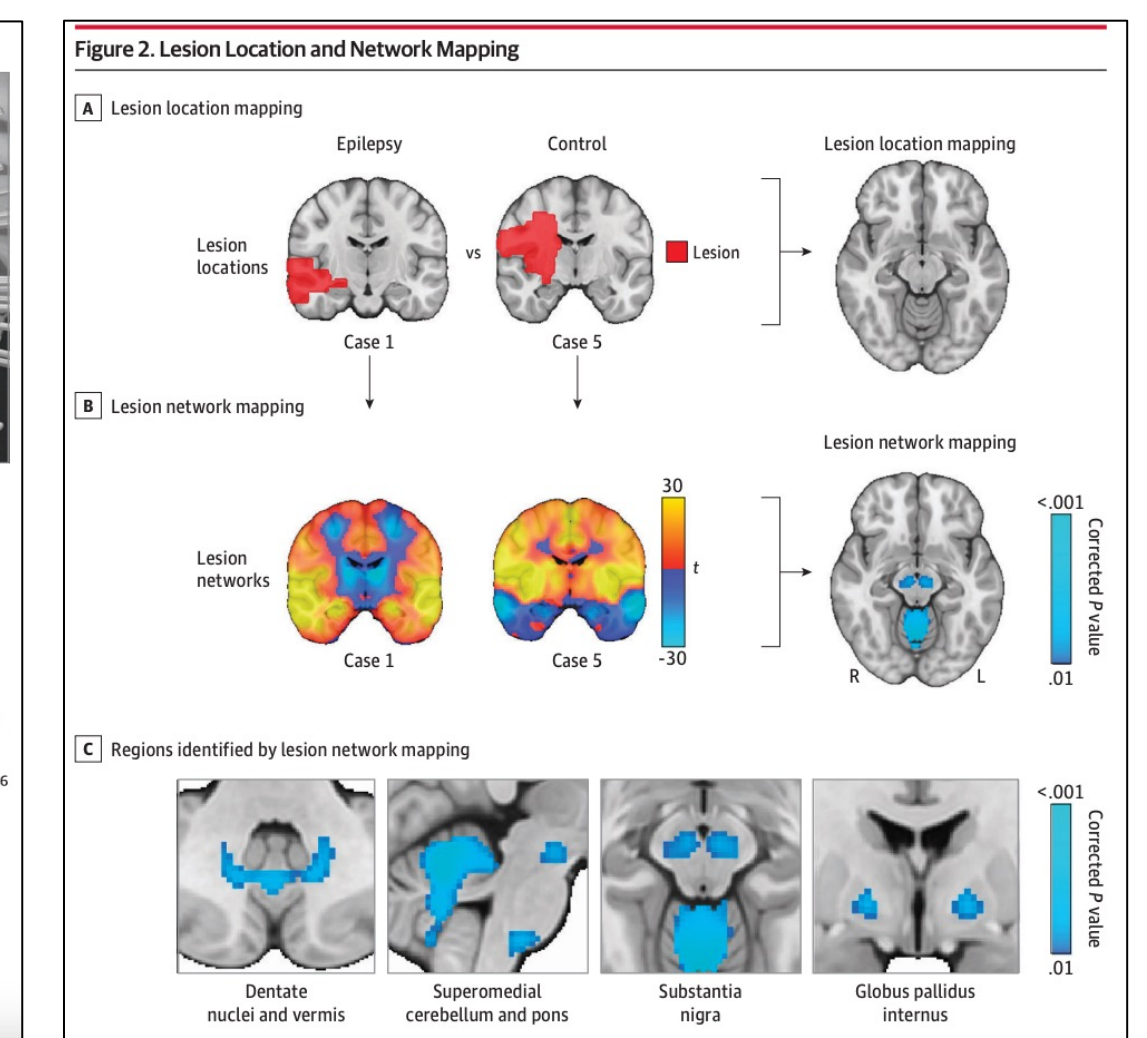 Figure 2. Lesion Location and Network Mapping
A Lesion location mapping
Epilepsy
Control
Lesion location mapping
Lesion
locations
vs
Lesion
Case 1
Case 5
B Lesion network mapping
Lesion network mapping
30
<.001
Lesion
networks
t
Corrected P value
Case 1
Case 5
-30
R
L
.01
C Regions identified by lesion network mapping
6
<.001
Corrected P value
.01
Dentate
nuclei and vermis
Superomedial
cerebellum and pons
Substantia
nigra
Globus pallidus
internus